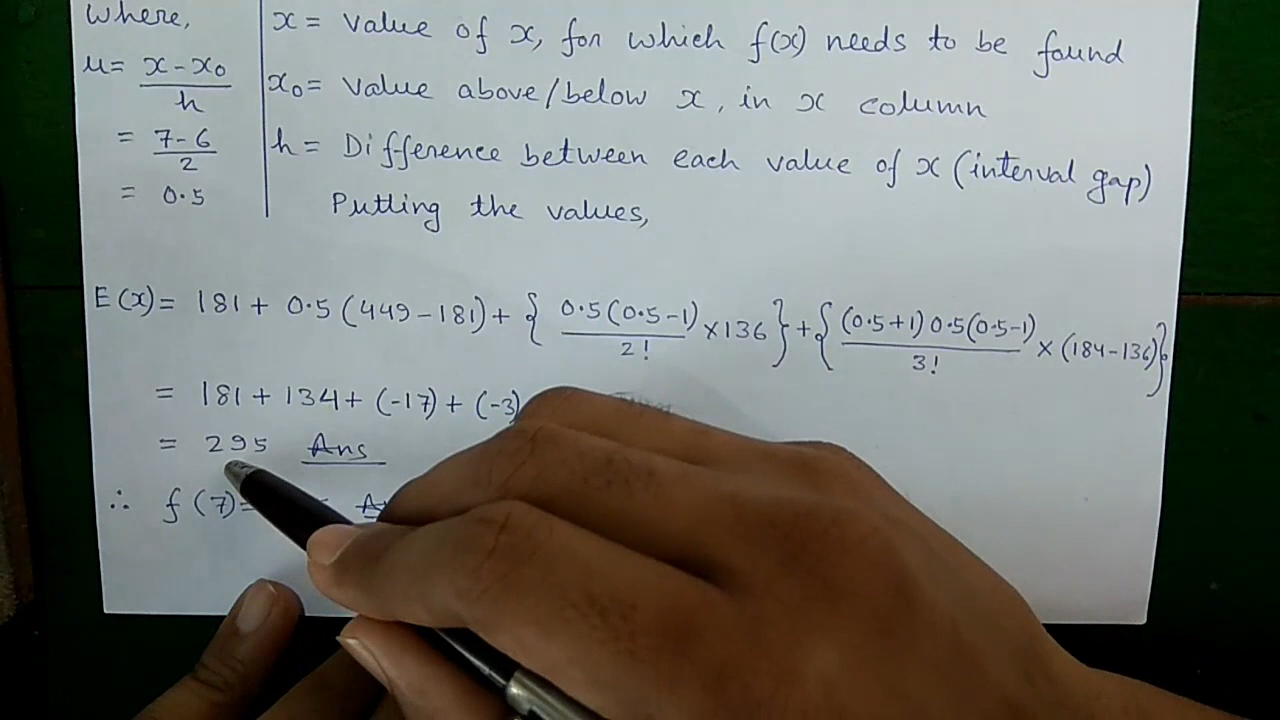 where,
μ = x - x₀ / h
= 7-6 / 2
= 0.5
x = Value of x, for which f(x) needs to be found
x₀ = Value above/below x, in x column
h = Difference between each value of x (interval gap)
Putting the values,
E(x) = 181 + 0.5 (449 - 181) + { 0.5(0.5-1) / 2! × 136 } + { (0.5+1) 0.5(0.5-1) / 3! × (184-136) }
= 181 + 134 + (-17) + (-3)
= 295 Ans
∴ f(7) =